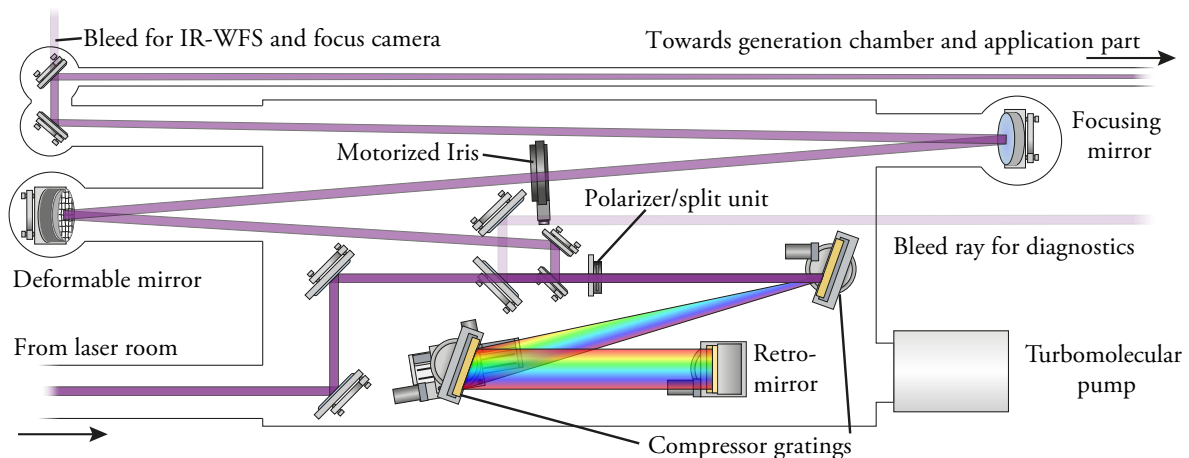 Bleed for IR-WFS and focus camera
Towards generation chamber and application part
Focusing
mirror
Motorized Iris
Polarizer/split unit
Bleed ray for diagnostics
Deformable mirror
From laser room
Retro-
mirror
Turbomolecular
pump
Compressor gratings